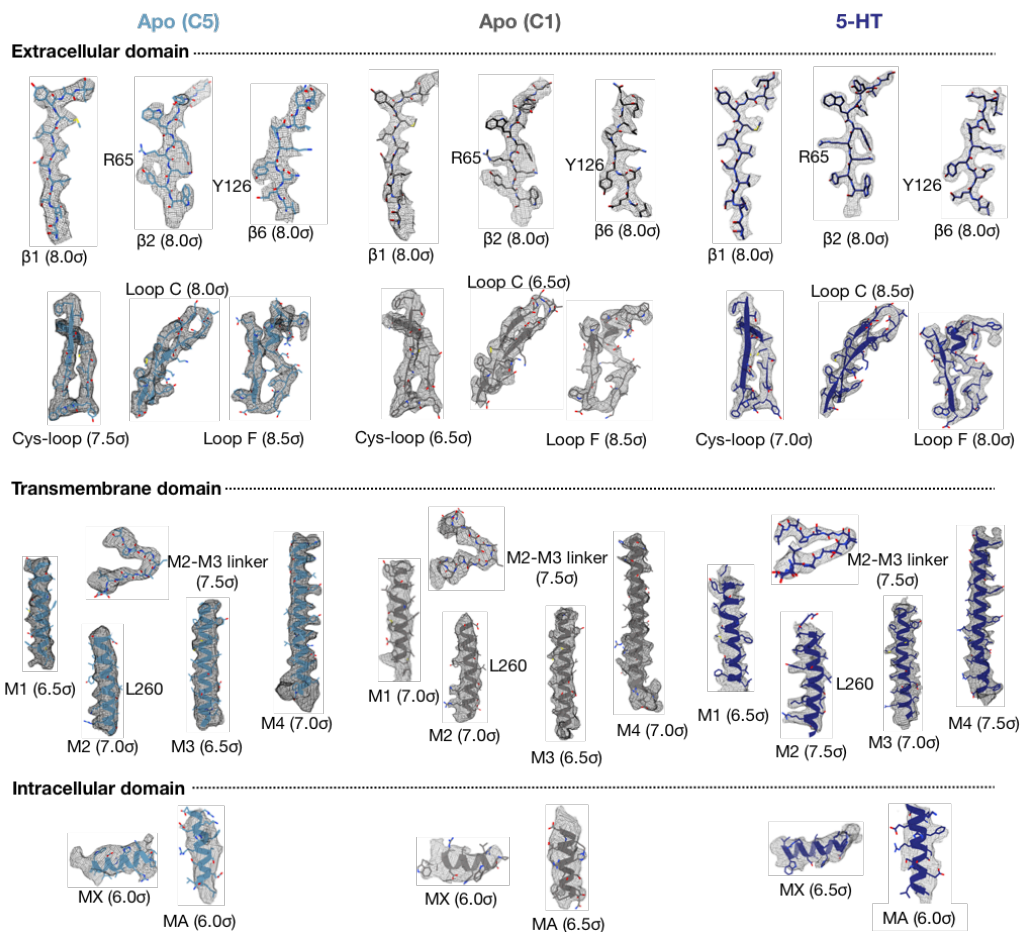 Apo (C5)
Apo (C1)
5-HT
Extracellular domain
R65
Y126
β1 (8.0σ)
β2 (8.0σ)
β6 (8.0σ)
R65
Y126
β1 (8.0σ)
β2 (8.0σ)
β6 (8.0σ)
R65
Y126
β1 (8.0σ)
β2 (8.0σ)
β6 (8.0σ)
Loop C (8.0σ)
Cys-loop (7.5σ)
Loop F (8.5σ)
Loop C (6.5σ)
Cys-loop (6.5σ)
Loop F (8.5σ)
Loop C (8.5σ)
Cys-loop (7.0σ)
Loop F (8.0σ)
Transmembrane domain
M2-M3 linker
(7.5σ)
M1 (6.5σ)
L260
M2 (7.0σ)
M3 (6.5σ)
M4 (7.0σ)
M2-M3 linker
(7.5σ)
M1 (7.0σ)
L260
M2 (7.0σ)
M3 (6.5σ)
M4 (7.0σ)
M2-M3 linker
(7.5σ)
M1 (6.5σ)
L260
M2 (7.5σ)
M3 (7.0σ)
M4 (7.5σ)
Intracellular domain
MX (6.0σ)
MA (6.0σ)
MX (6.0σ)
MA (6.5σ)
MX (6.5σ)
MA (6.0σ)